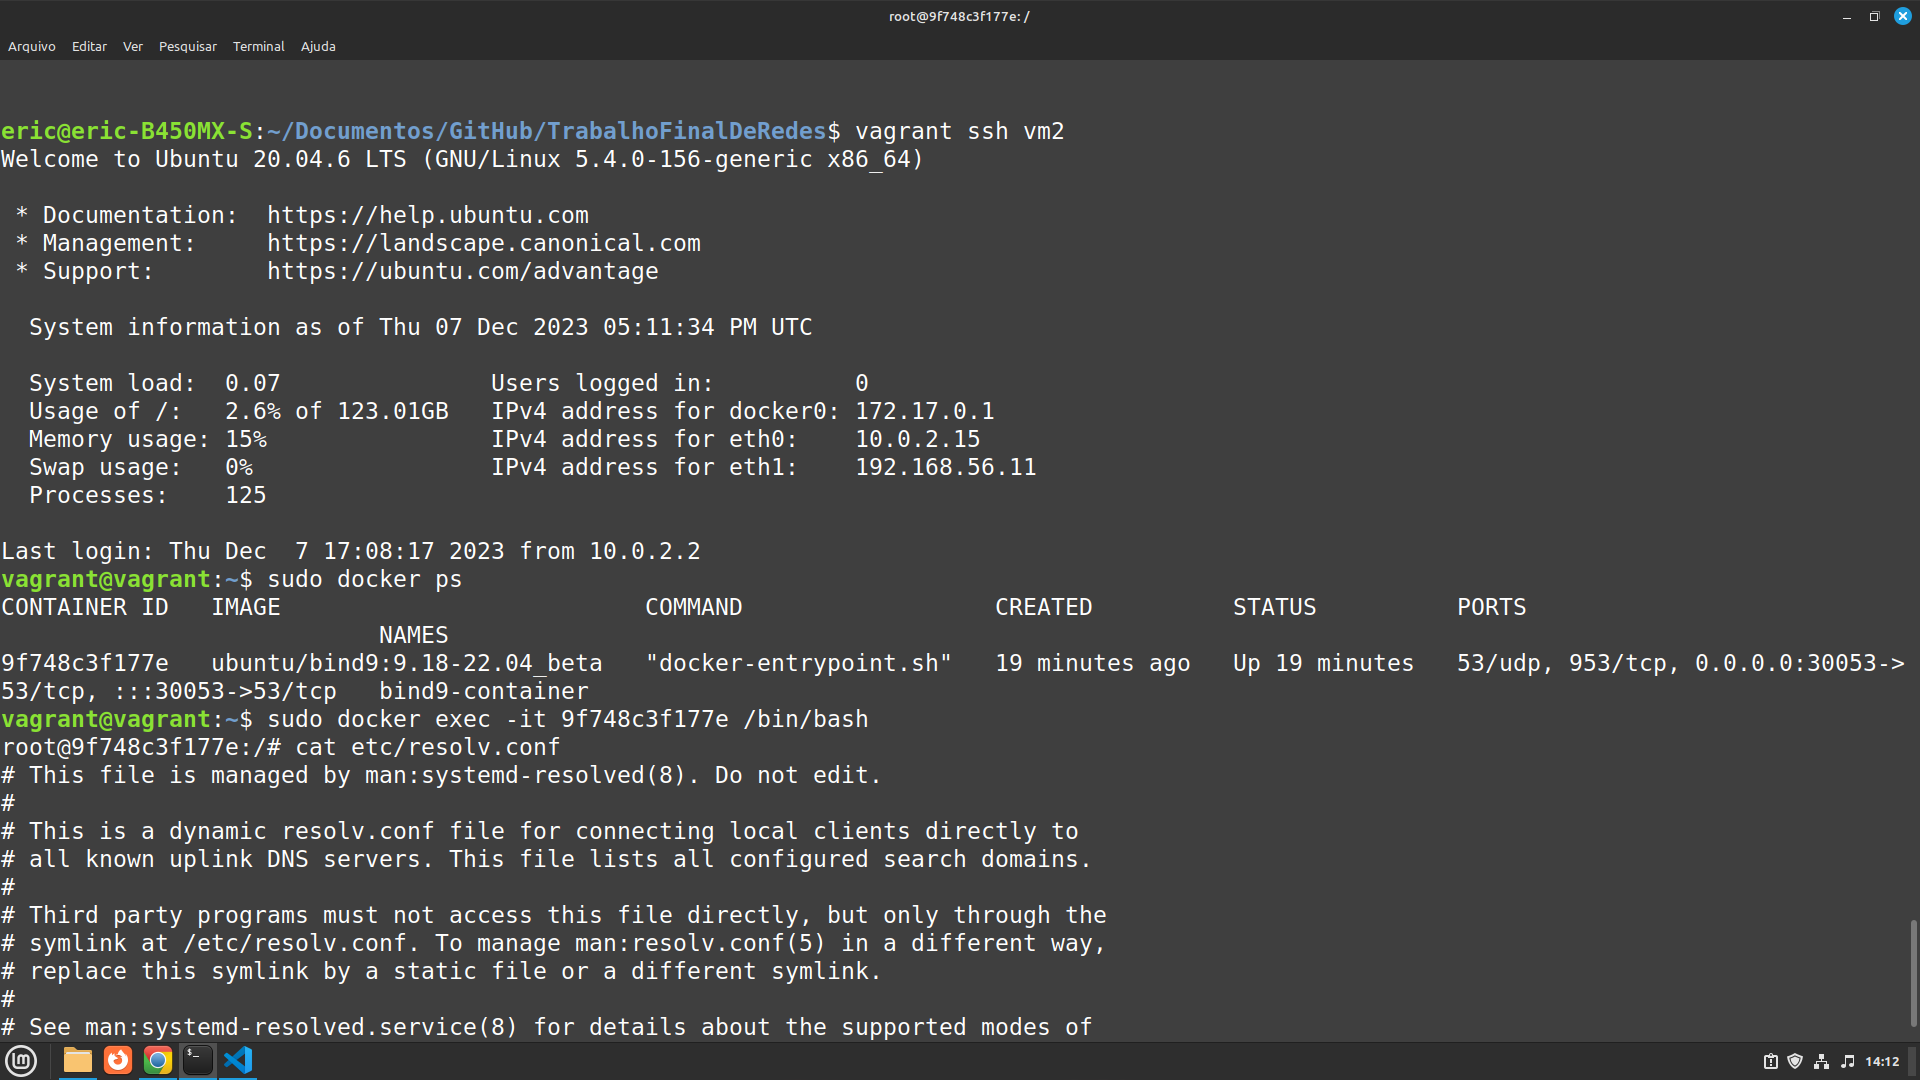 root@9f748c3f177e: /
Arquivo Editar Ver Pesquisar Terminal Ajuda
eric@eric-B450MX-S:~/Documentos/GitHub/TrabalhoFinalDeRedes$ vagrant ssh vm2
Welcome to Ubuntu 20.04.6 LTS (GNU/Linux 5.4.0-156-generic x86_64)
* Documentation:  https://help.ubuntu.com
* Management:     https://landscape.canonical.com
* Support:        https://ubuntu.com/advantage
System information as of Thu 07 Dec 2023 05:11:34 PM UTC
System load:  0.07               Users logged in:          0
Usage of /:   2.6% of 123.01GB   IPv4 address for docker0: 172.17.0.1
Memory usage: 15%                IPv4 address for eth0:    10.0.2.15
Swap usage:   0%                 IPv4 address for eth1:    192.168.56.11
Processes:    125
Last login: Thu Dec  7 17:08:17 2023 from 10.0.2.2
vagrant@vagrant:~$ sudo docker ps
CONTAINER ID   IMAGE                          COMMAND                  CREATED          STATUS          PORTS
NAMES
9f748c3f177e   ubuntu/bind9:9.18-22.04_beta   "docker-entrypoint.sh"   19 minutes ago   Up 19 minutes   53/udp, 953/tcp, 0.0.0.0:30053->
53/tcp, :::30053->53/tcp   bind9-container
vagrant@vagrant:~$ sudo docker exec -it 9f748c3f177e /bin/bash
root@9f748c3f177e:/# cat etc/resolv.conf
# This file is managed by man:systemd-resolved(8). Do not edit.
#
# This is a dynamic resolv.conf file for connecting local clients directly to
# all known uplink DNS servers. This file lists all configured search domains.
#
# Third party programs must not access this file directly, but only through the
# symlink at /etc/resolv.conf. To manage man:resolv.conf(5) in a different way,
# replace this symlink by a static file or a different symlink.
#
# See man:systemd-resolved.service(8) for details about the supported modes of
14:12